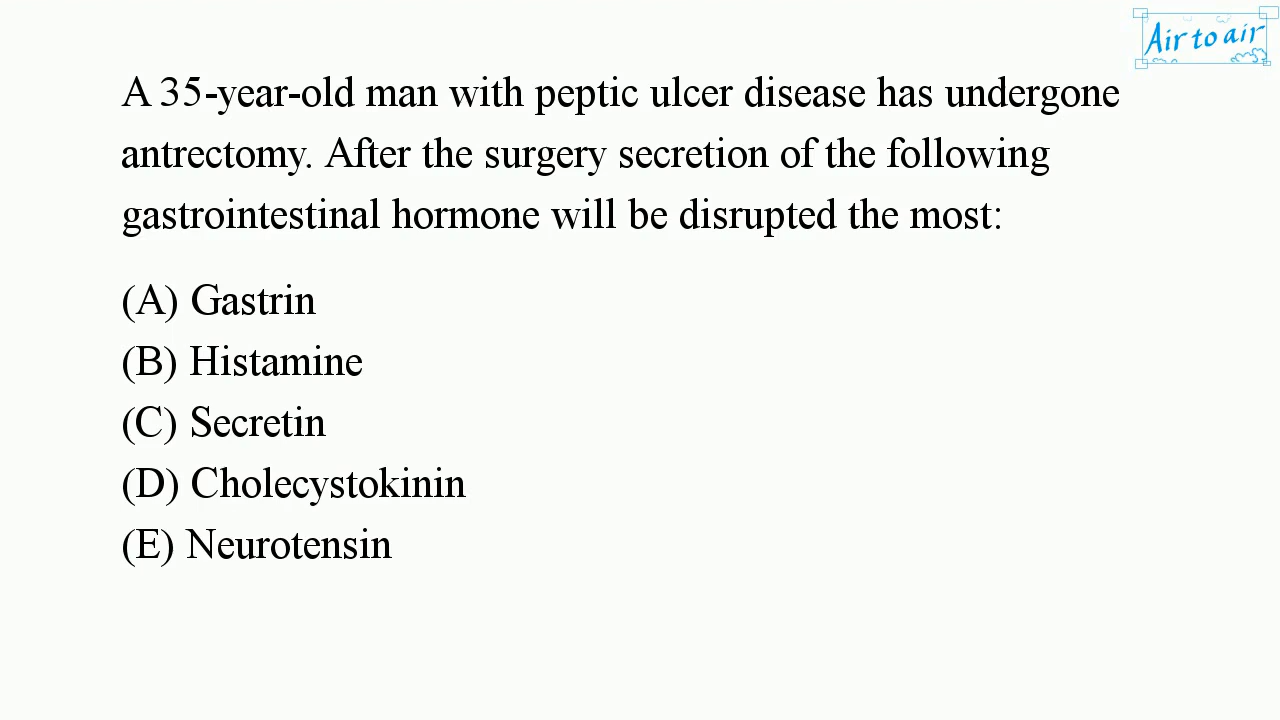 Air to air
A 35-year-old man with peptic ulcer disease has undergone
antrectomy. After the surgery secretion of the following
gastrointestinal hormone will be disrupted the most:
(A) Gastrin
(B) Histamine
(C) Secretin
(D) Cholecystokinin
(E) Neurotensin